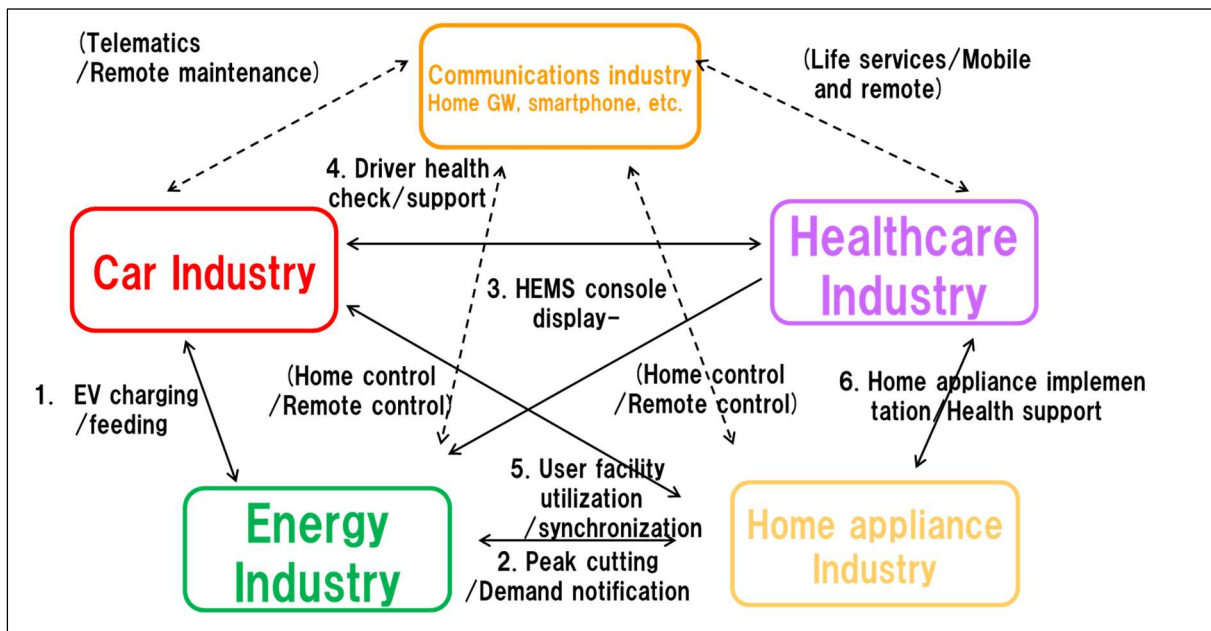 (Telematics
/Remote maintenance)
Communications industry
Home GW, smartphone, etc.
(Life services/Mobile
and remote)
4. Driver health
check/support
Car Industry
Healthcare
Industry
3. HEMS console
display-
1. EV charging
/feeding
(Home control
/Remote control)
(Home control
/Remote control)
6. Home appliance implemen
tation/Health support
5. User facility
utilization
/synchronization
Energy
Industry
2. Peak cutting
/Demand notification
Home appliance
Industry